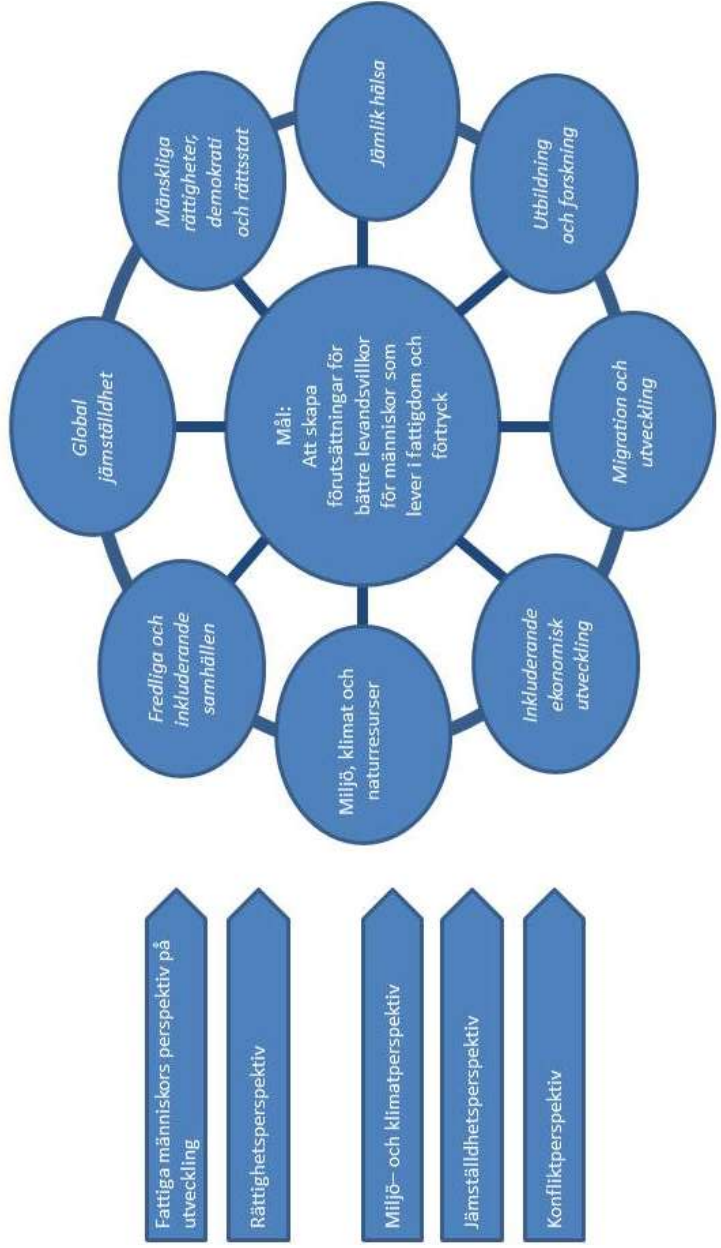 Fattiga människors perspektiv på
utveckling
Rättighetsperspektiv
Miljö– och klimatperspektiv
Jämställdhetsperspektiv
Konfliktperspektiv
Mål:
Att skapa
förutsättningar för
bättre levandsvillkor
för människor som
lever i fattigdom och
förtryck
Global
jämställdhet
Mänskliga
rättigheter,
demokrati
och rättsstat
Jämlik hälsa
Utbildning
och forskning
Migration och
utveckling
Inkluderande
ekonomisk
utveckling
Miljö, klimat och
naturresurser
Fredliga och
inkluderande
samhällen